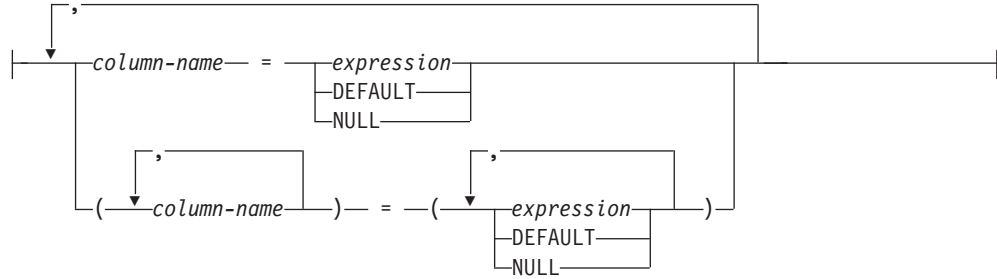 ,
column-name = expression
DEFAULT
NULL
, ,
( column-name ) = ( expression )
DEFAULT
NULL